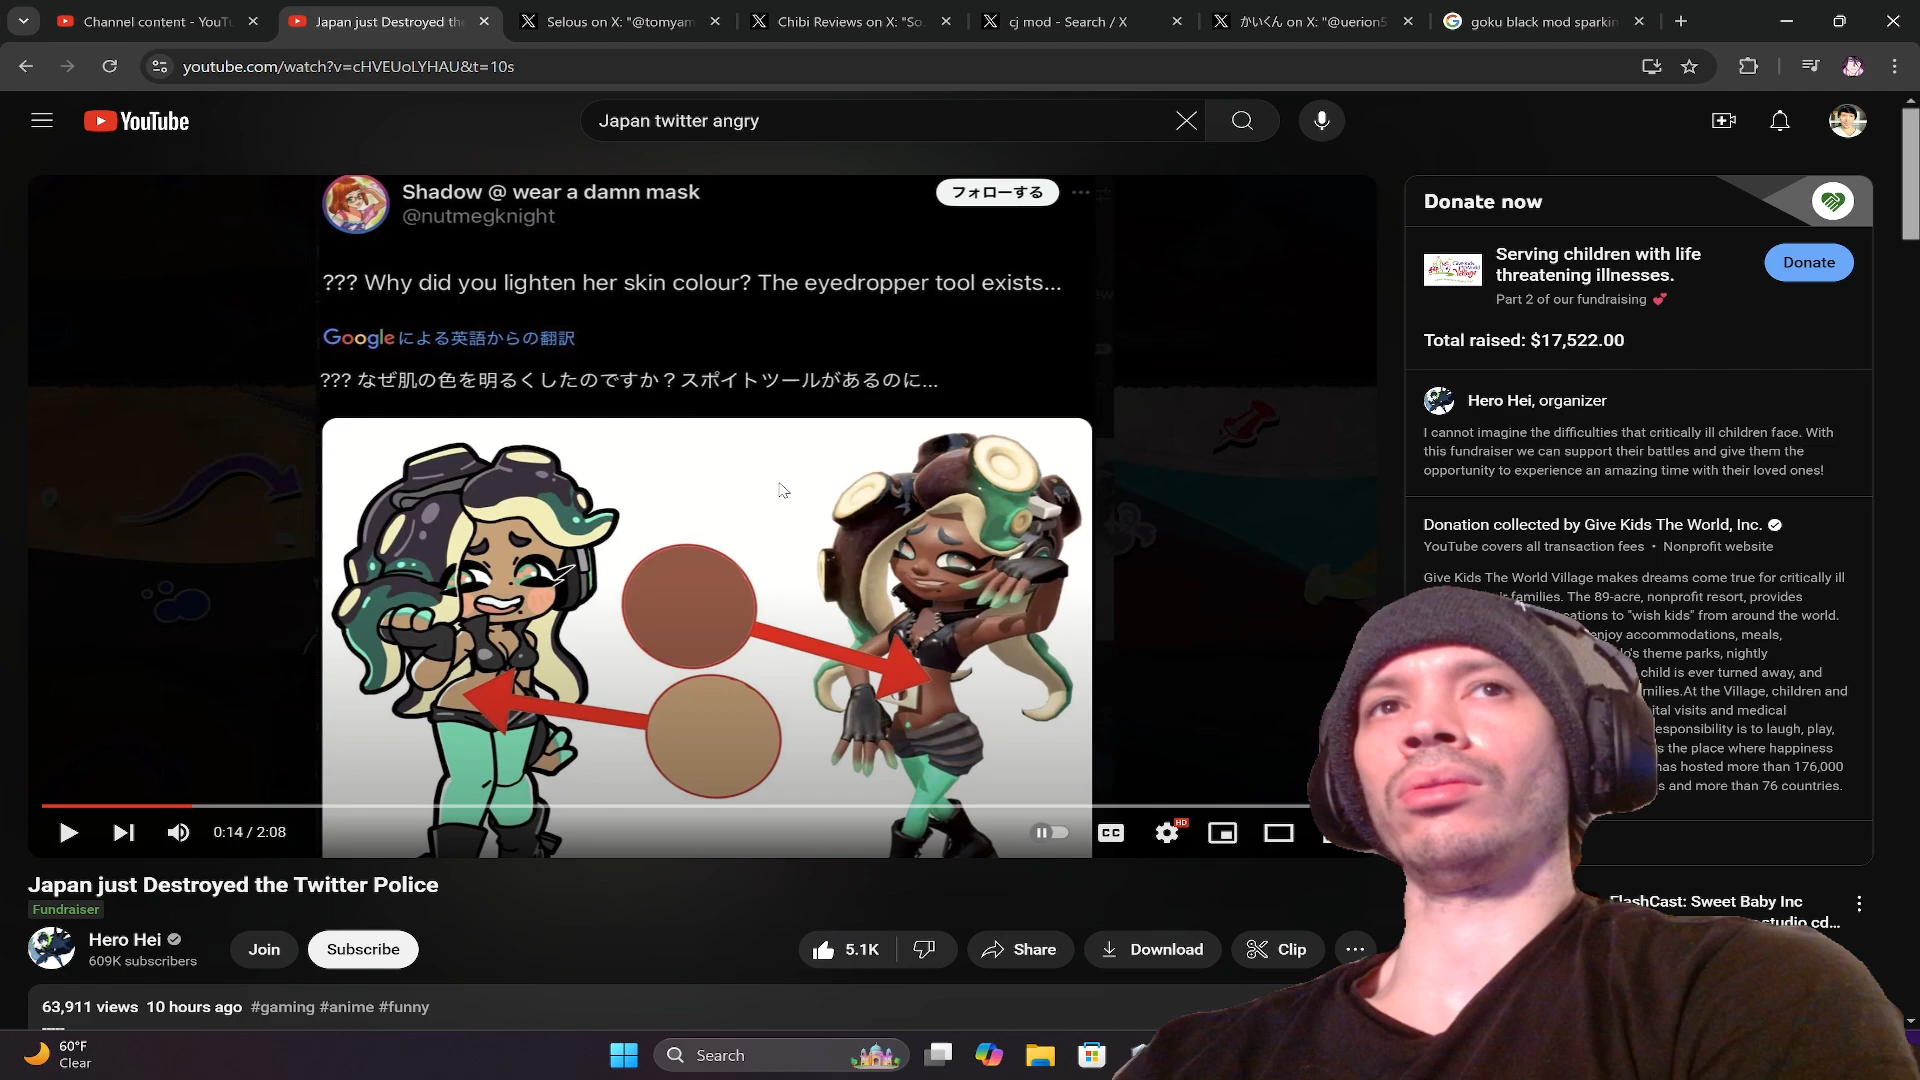 Channel content - YouTu
Japan just Destroyed the
Selous on X: "@tomyam
Chibi Reviews on X: "So.
cj mod - Search / X
かいくん on X: "@uerion5
goku black mod sparkin
youtube.com/watch?v=cHVEUoLYHAU&t=10s
YouTube
Japan twitter angry
Shadow @ wear a damn mask
フォローする
@nutmegknight
??? Why did you lighten her skin colour? The eyedropper tool exists...
Googleによる英語からの翻訳
??? なぜ肌の色を明るくしたのですか？スポイトツールがあるのに...
0:14 / 2:08
CC
HD
Japan just Destroyed the Twitter Police
Fundraiser
Hero Hei
609K subscribers
Join
Subscribe
5.1K
Share
Download
Clip
63,911 views 10 hours ago #gaming #anime #funny
Donate now
Serving children with life
threatening illnesses.
Part 2 of our fundraising
Donate
Total raised: $17,522.00
Hero Hei, organizer
I cannot imagine the difficulties that critically ill children face. With
this fundraiser we can support their battles and give them the
opportunity to experience an amazing time with their loved ones!
Donation collected by Give Kids The World, Inc.
YouTube covers all transaction fees • Nonprofit website
Give Kids The World Village makes dreams come true for critically ill
families. The 89-acre, nonprofit resort, provides
to "wish kids" from around the world.
enjoy accommodations, meals,
theme parks, nightly
child is ever turned away, and
At the Village, children and
visits and medical
responsibility is to laugh, play,
the place where happiness
has hosted more than 176,000
and more than 76 countries.
FlashCast: Sweet Baby Inc
studio cd...
60°F
Clear
Search